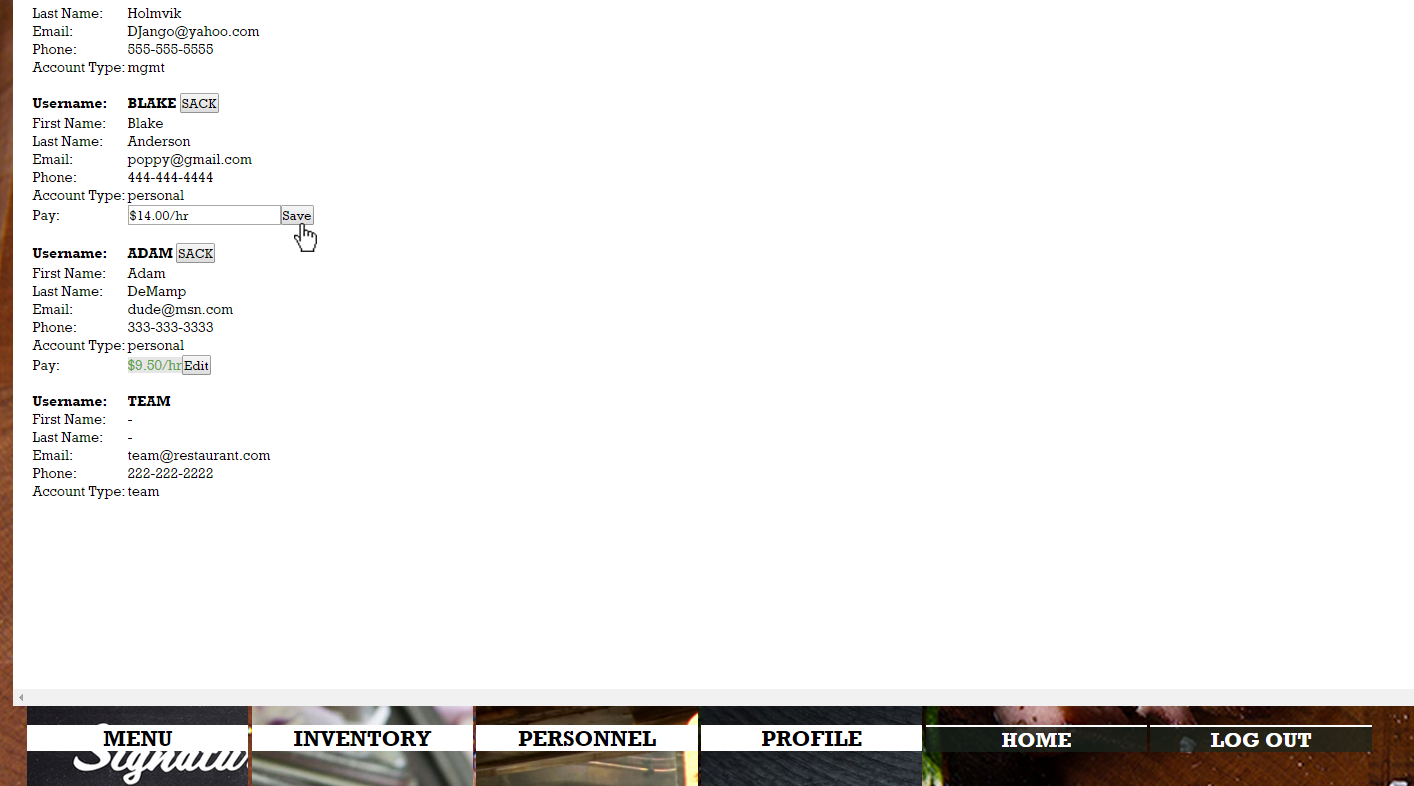 Last Name: Holmvik
Email: DJango@yahoo.com
Phone: 555-555-5555
Account Type: mgmt
Username: BLAKE SACK
First Name: Blake
Last Name: Anderson
Email: poppy@gmail.com
Phone: 444-444-4444
Account Type: personal
Pay: $14.00/hr Save
Username: ADAM SACK
First Name: Adam
Last Name: DeMamp
Email: dude@msn.com
Phone: 333-333-3333
Account Type: personal
Pay: $9.50/hr Edit
Username: TEAM
First Name: -
Last Name: -
Email: team@restaurant.com
Phone: 222-222-2222
Account Type: team
MENU INVENTORY PERSONNEL PROFILE HOME LOG OUT